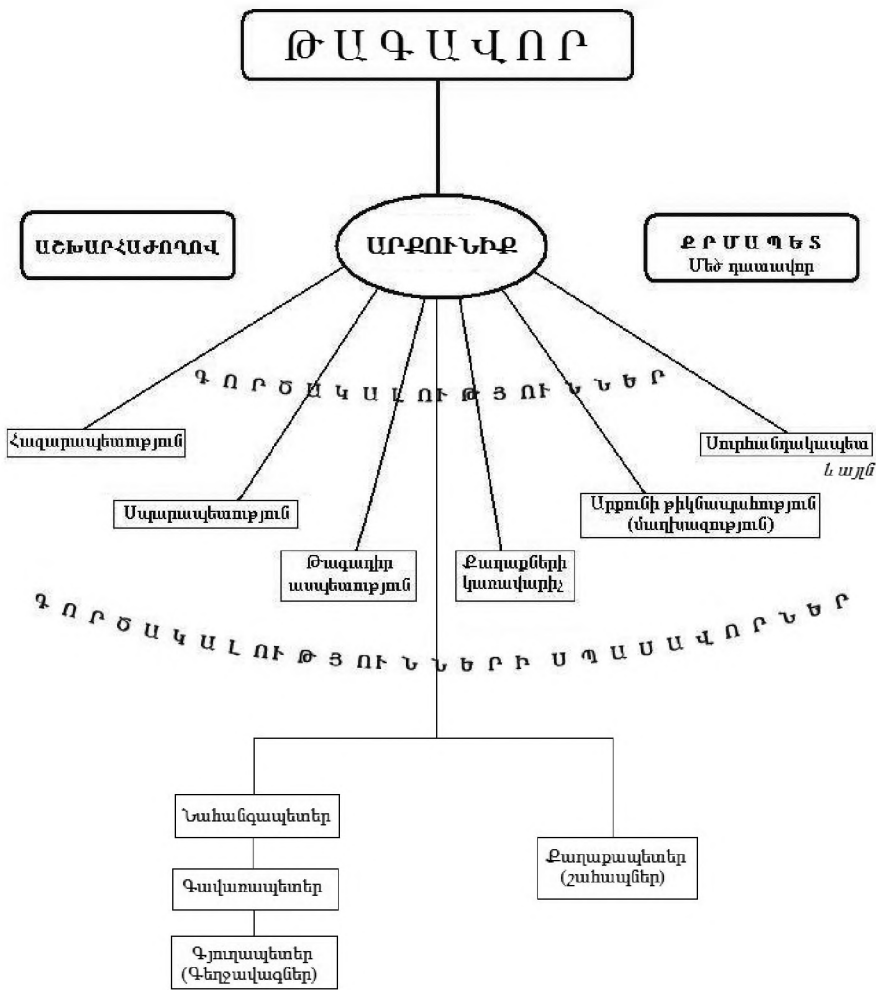 ԹԱԳԱՎՈՐ
ԱՇԽԱՐՀԱԺՈՂՈՎ
ԱՐՔՈՒՆԻՔ
ՔՐՄԱՊԵՏ
Մեծ դատավոր
ԳՈՐԾԱԿԱԼՈՒԹՅՈՒՆՆԵՐ
Հազարապետություն
Սուրհանդակապետ
և այլն
Սպարապետություն
Արքունի թիկնապահություն
(մաղխազություն)
Թագադիր
ասպետություն
Քաղաքների
կառավարիչ
ԳՈՐԾԱԿԱԼՈՒԹՅՈՒՆՆԵՐԻ ՍՊԱՍԱՎՈՐՆԵՐ
Նահանգապետեր
Քաղաքապետեր
(շահապներ)
Գավառապետեր
Գյուղապետեր
(Գեղջավագներ)